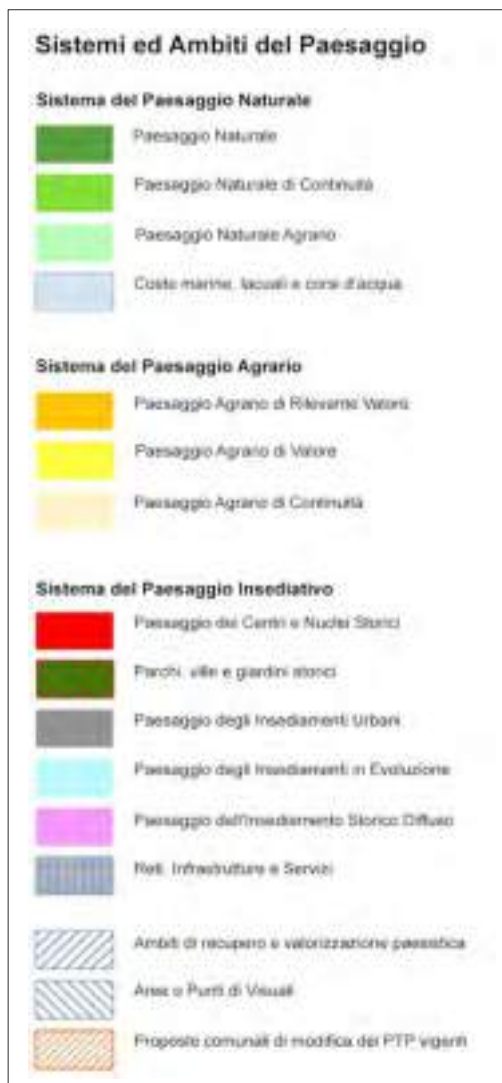 Sistemi ed Ambiti del Paesaggio
Sistema del Paesaggio Naturale
Paesaggio Naturale
Paesaggio Naturale di Continuità
Paesaggio Naturale Agrario
Coste marine, lacuali e corsi d'acqua
Sistema del Paesaggio Agrario
Paesaggio Agrario di Rilevante Valore
Paesaggio Agrario di Valore
Paesaggio Agrario di Continuità
Sistema del Paesaggio Insediativo
Paesaggio dei Centri e Nuclei Storici
Parchi, ville e giardini storici
Paesaggio degli Insediamenti Urbani
Paesaggio degli Insediamenti in Evoluzione
Paesaggio dell'Insediamento Storico Diffuso
Reti, Infrastrutture e Servizi
Ambiti di recupero e valorizzazione paesistica
Aree o Punti di Visuali
Proposte comunali di modifica dei PTP vigenti